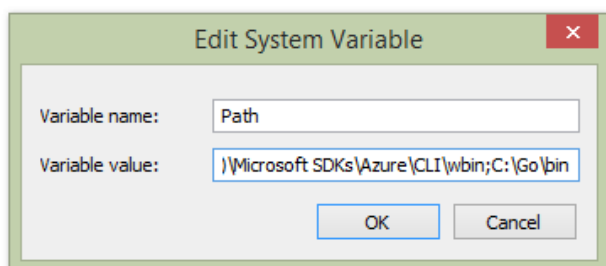 Edit System Variable
Variable name: Path
Variable value: )\Microsoft SDKs\Azure\CLI\wbin;C:\Go\bin
OK Cancel